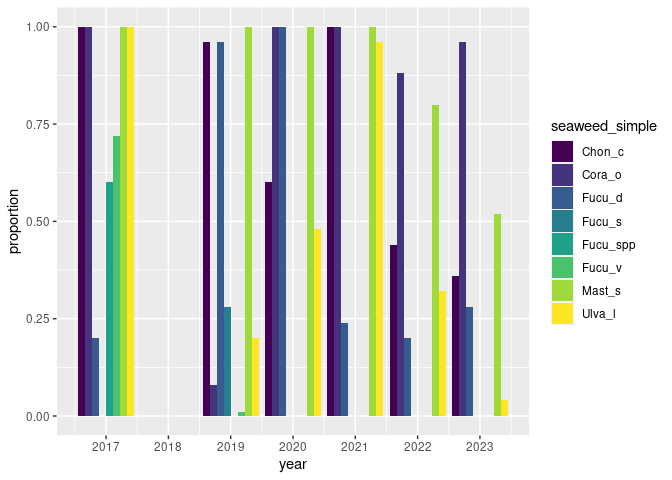 1.00
0.75
0.50
0.25
0.00
proportion
2017 2018 2019 2020 2021 2022 2023
year
seaweed_simple
Chon_c
Cora_o
Fucu_d
Fucu_s
Fucu_spp
Fucu_v
Mast_s
Ulva_l